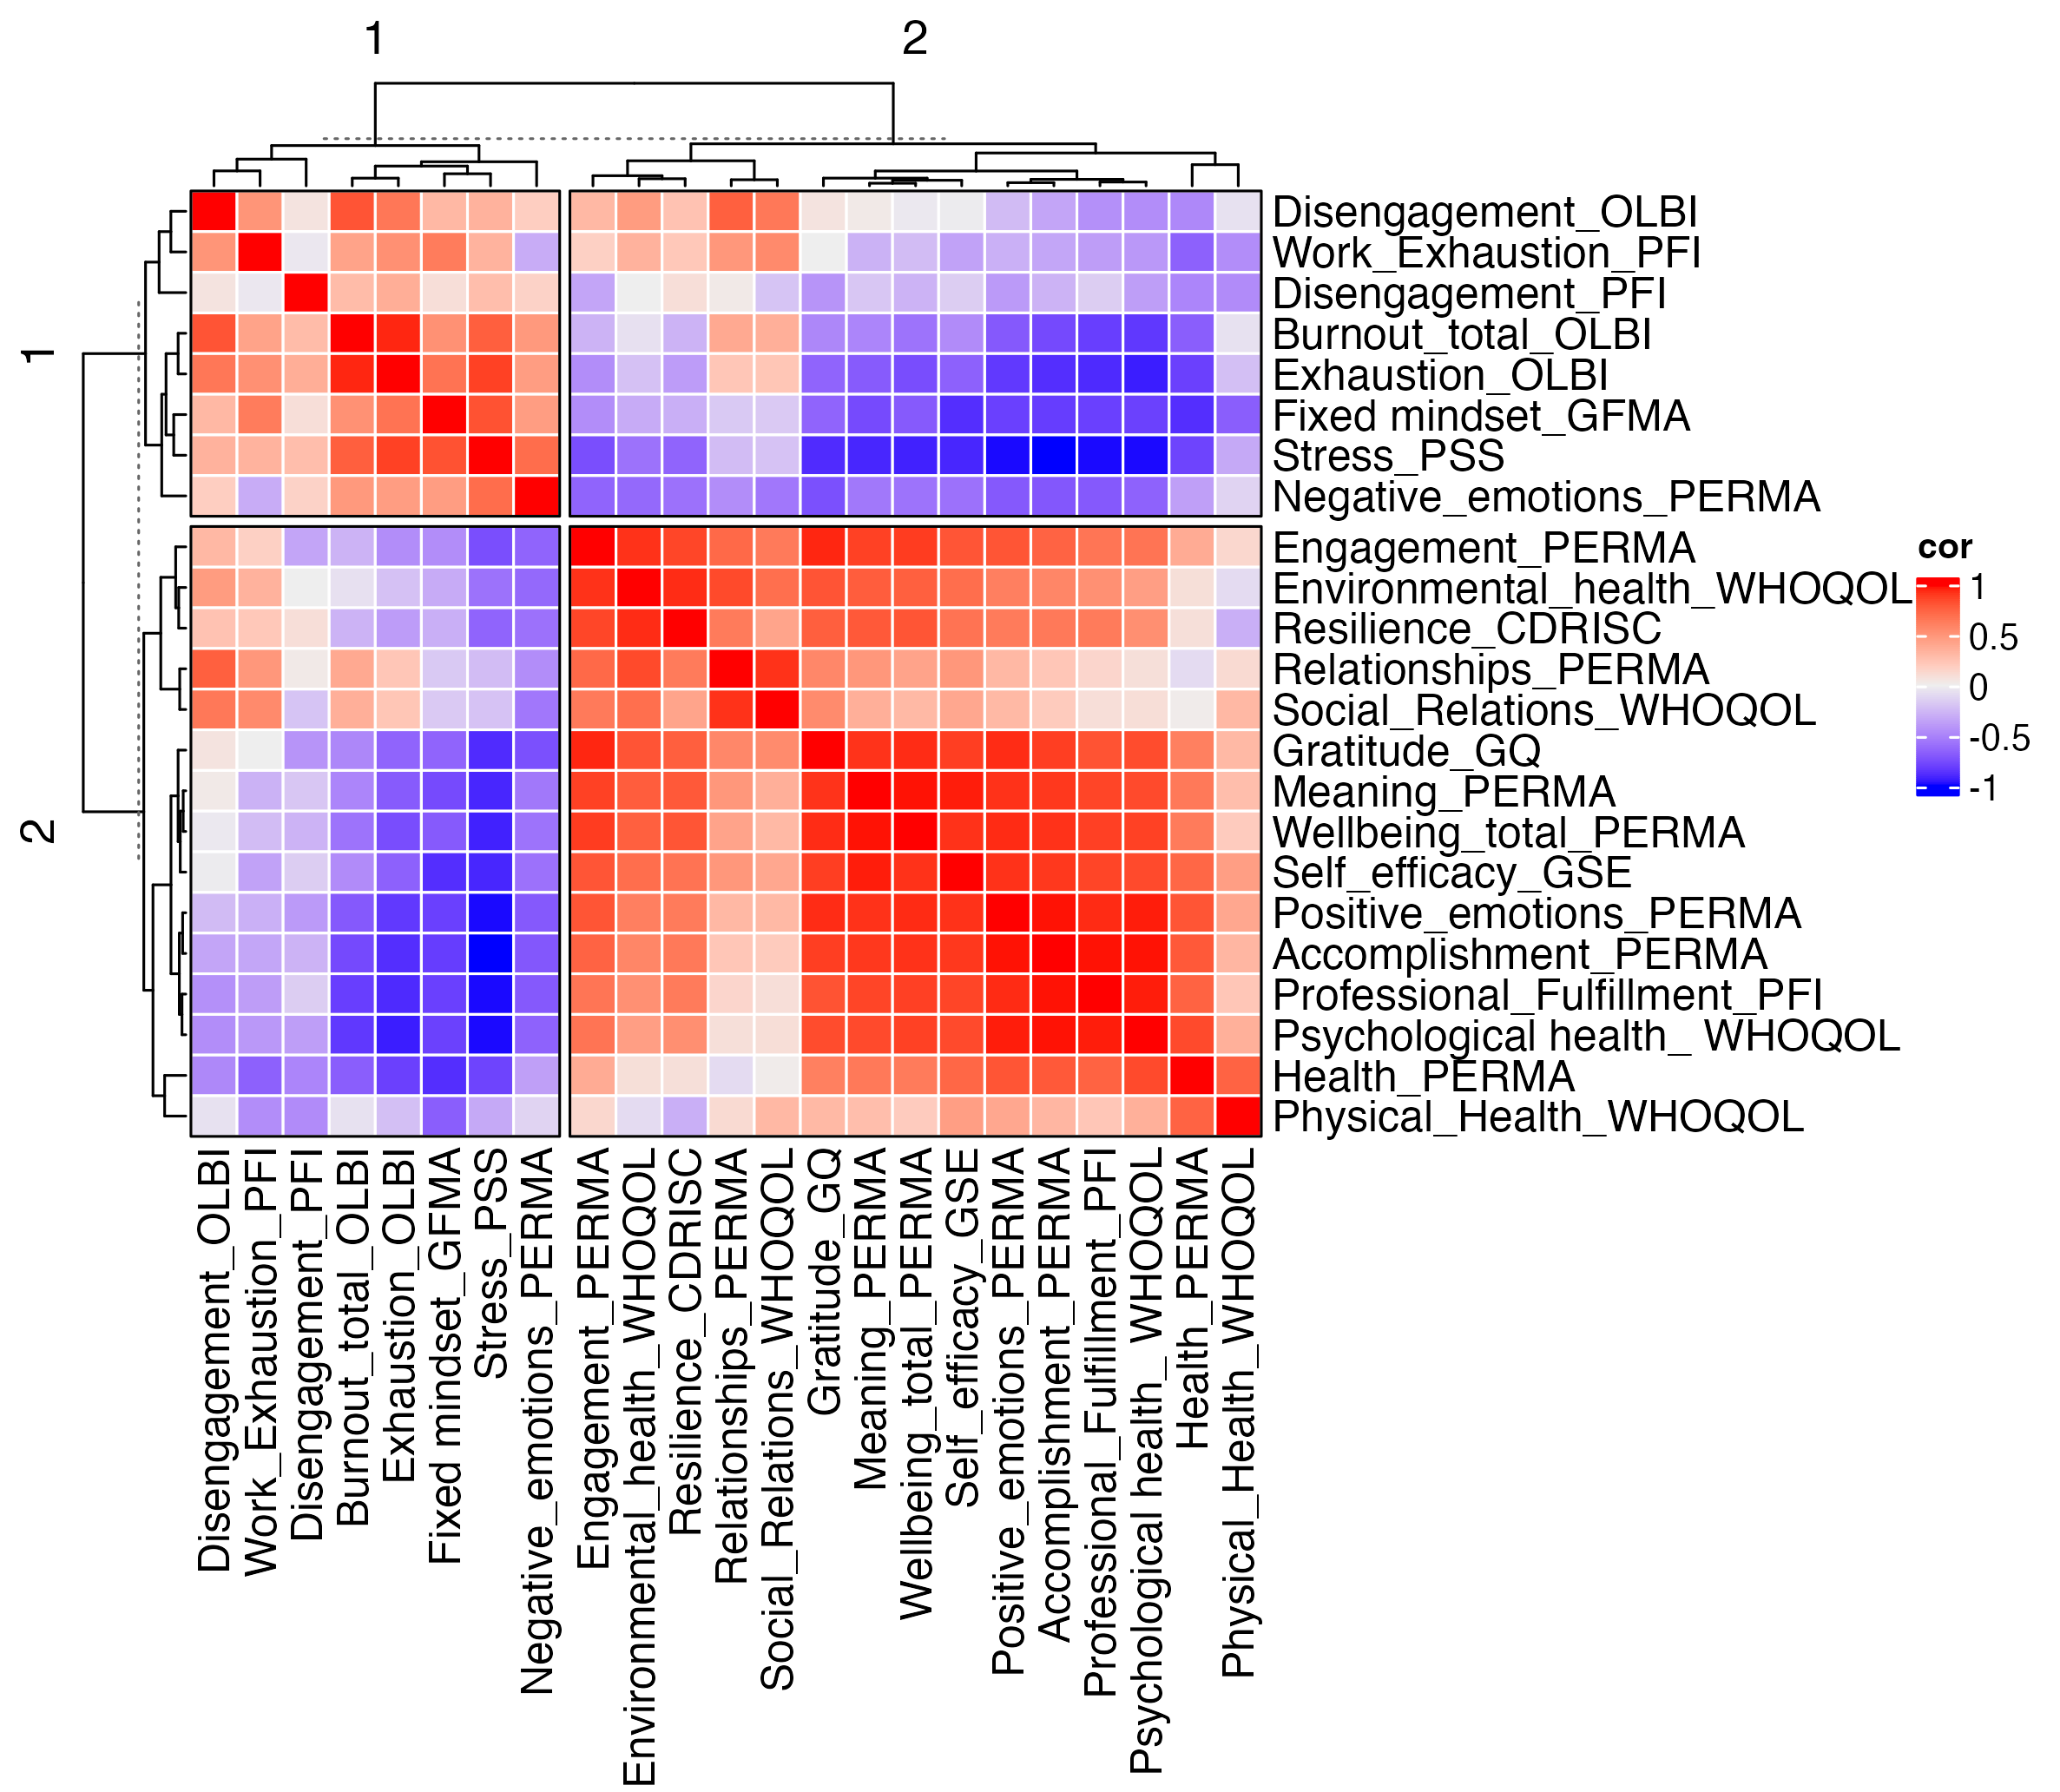 1
2
1
2
Disengagement_OLBI
Work_Exhaustion_PFI
Disengagement_PFI
Burnout_total_OLBI
Exhaustion_OLBI
Fixed mindset_GFMA
Stress_PSS
Negative_emotions_PERMA
Engagement_PERMA
Environmental_health_WHOQOL
Resilience_CDRISC
Relationships_PERMA
Social_Relations_WHOQOL
Gratitude_GQ
Meaning_PERMA
Wellbeing_total_PERMA
Self_efficacy_GSE
Positive_emotions_PERMA
Accomplishment_PERMA
Professional_Fulfillment_PFI
Psychological health_ WHOQOL
Health_PERMA
Physical_Health_WHOQOL
cor
1
0.5
0
-0.5
-1
Disengagement_OLBI
Work_Exhaustion_PFI
Disengagement_PFI
Burnout_total_OLBI
Exhaustion_OLBI
Fixed mindset_GFMA
Stress_PSS
Negative_emotions_PERMA
Engagement_PERMA
Environmental_health_WHOQOL
Resilience_CDRISC
Relationships_PERMA
Social_Relations_WHOQOL
Gratitude_GQ
Meaning_PERMA
Wellbeing_total_PERMA
Self_efficacy_GSE
Positive_emotions_PERMA
Accomplishment_PERMA
Professional_Fulfillment_PFI
Psychological health_ WHOQOL
Health_PERMA
Physical_Health_WHOQOL